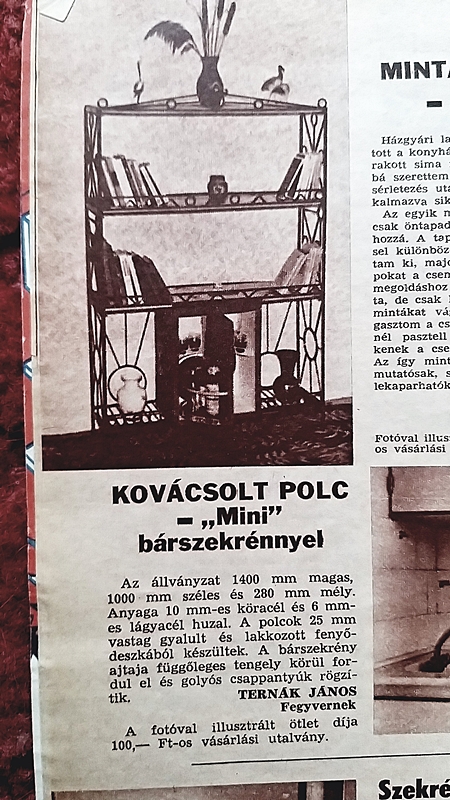 KOVÁCSOLT POLC
– „Mini”
bárszekrénnyel
Az állványzat 1400 mm magas,
1000 mm széles és 280 mm mély.
Anyaga 10 mm-es köracél és 6 mm-
es lágyacél huzal. A polcok 25 mm
vastag gyalult és lakkozott fenyő-
deszkából készültek. A bárszekrény
ajtaja függőleges tengely körül for-
dul el és golyós csappantyúk rögzí-
tik.
TERNÁK JÁNOS
Fegyvernek
A fotóval illusztrált ötlet díja
100,— Ft-os vásárlási utalvány.
MINTA
–
Házgyári la
tott a konyhá
rakott sima
bá szerettem
sérletezés uta
kalmazva sik
Az egyik m
csak öntapad
hozzá. A tap
sel különböz
tam ki, majd
pokat a csem
megoldáshoz
ta, de csak
mintákat vá
gasztom a cs
nél pasztell
kenek a cse
Az így mint
mutatósak, s
lekaparhatók
Fotóval illus
os vásárlási
Szekré